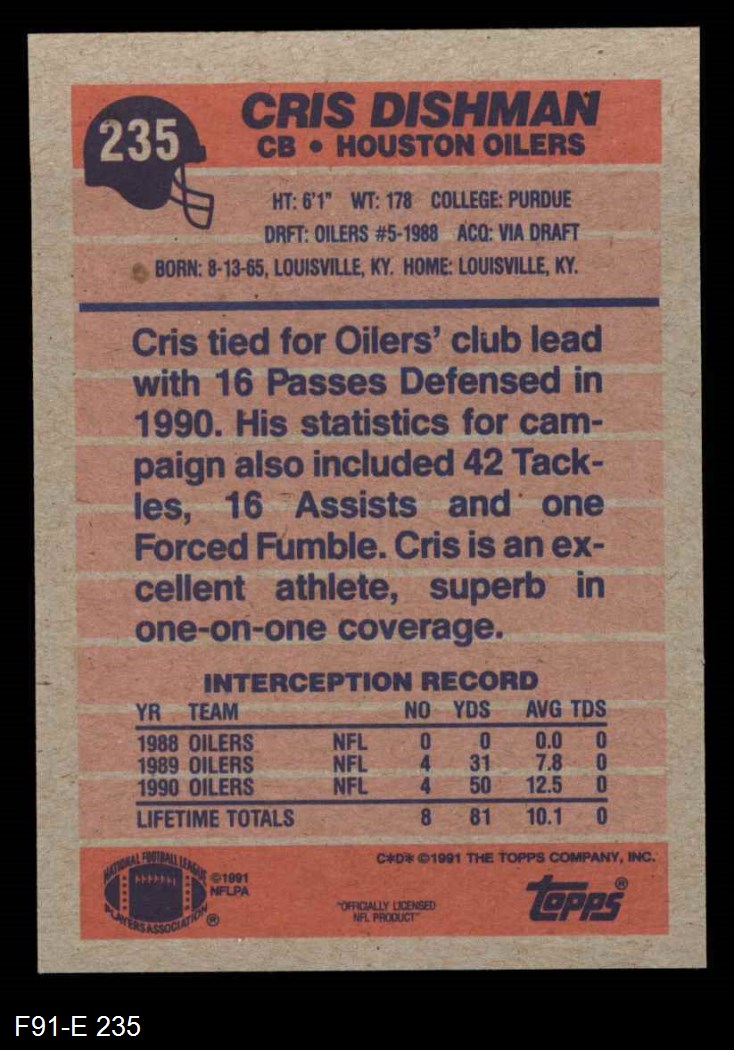 235
CRIS DISHMAN
CB • HOUSTON OILERS
HT: 6'1" WT: 178 COLLEGE: PURDUE
DRFT: OILERS #5-1988 ACQ: VIA DRAFT
BORN: 8-13-65, LOUISVILLE, KY. HOME: LOUISVILLE, KY.
Cris tied for Oilers' club lead
with 16 Passes Defensed in
1990. His statistics for cam-
paign also included 42 Tack-
les, 16 Assists and one
Forced Fumble. Cris is an ex-
cellent athlete, superb in
one-on-one coverage.
INTERCEPTION RECORD
YR TEAM NO YDS AVG TDS
1988 OILERS NFL 0 0 0.0 0
1989 OILERS NFL 4 31 7.8 0
1990 OILERS NFL 4 50 12.5 0
LIFETIME TOTALS 8 81 10.1 0
C*D* ©1991 THE TOPPS COMPANY, INC.
NATIONAL FOOTBALL LEAGUE
PLAYERS ASSOCIATION ®
©1991
NFLPA
"OFFICIALLY LICENSED
NFL PRODUCT"
Topps®
F91-E 235